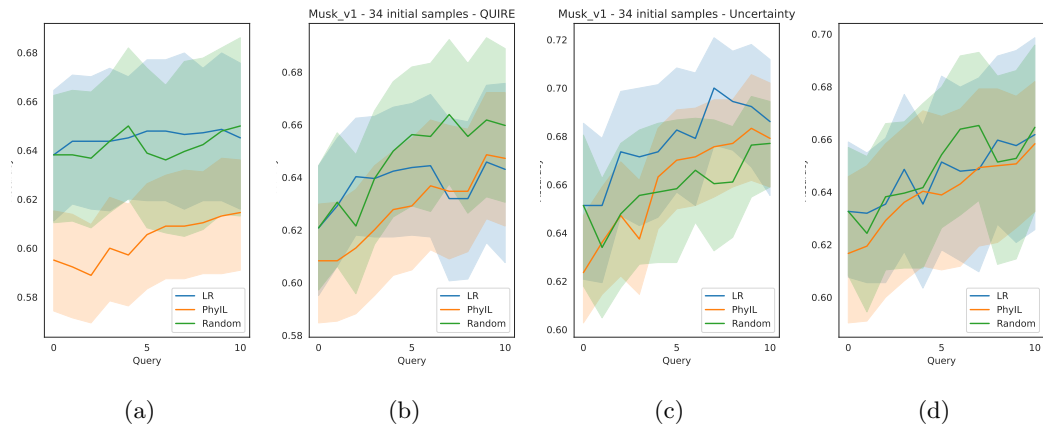 Musk_v1 - 34 initial samples - QUIRE
Musk_v1 - 34 initial samples - Uncertainty
0.68
0.66
0.64
0.62
0.60
0.58
0
5
10
Query
LR
PhyIL
Random
(a)
0.68
0.66
0.64
0.62
0.60
0.58
0
5
10
Query
LR
PhyIL
Random
(b)
0.72
0.70
0.68
0.66
0.64
0.62
0.60
0
5
10
Query
LR
PhyIL
Random
(c)
0.70
0.68
0.66
0.64
0.62
0.60
0
5
10
Query
LR
PhyIL
Random
(d)